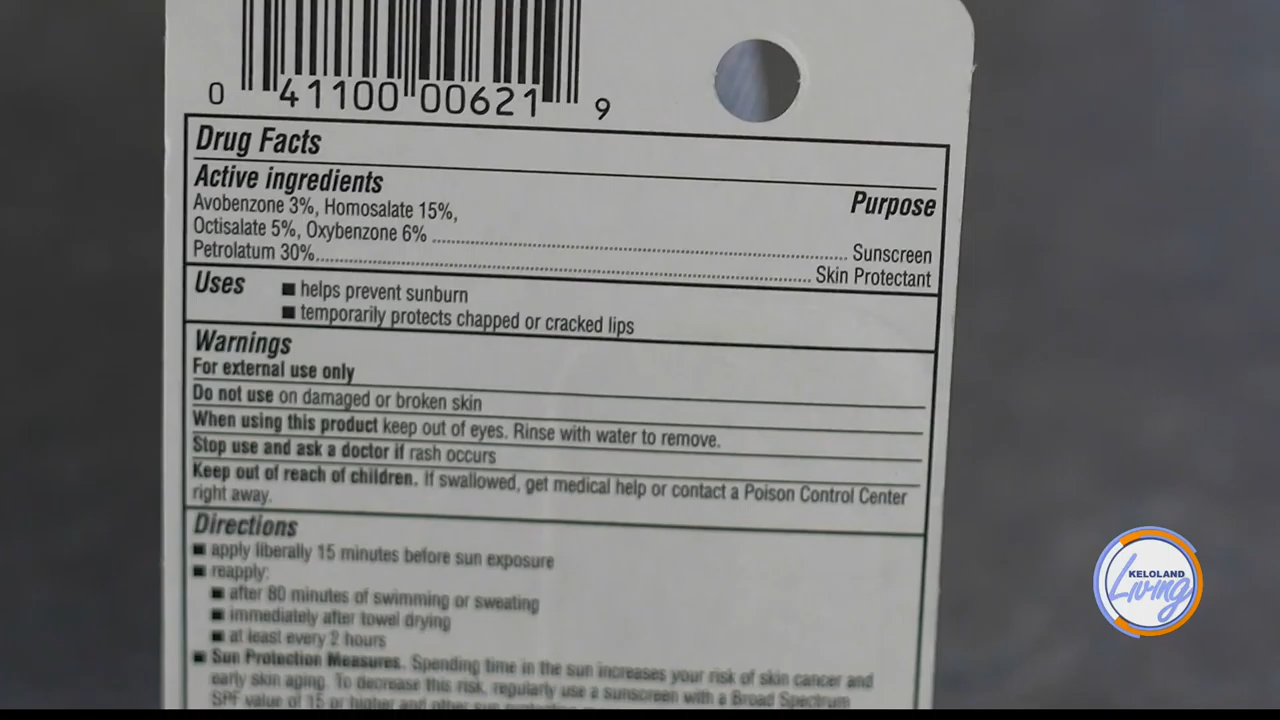 0 41100 00621 9
Drug Facts
Active ingredients
Purpose
Avobenzone 3%, Homosalate 15%,
Octisalate 5%, Oxybenzone 6% Sunscreen
Petrolatum 30% Skin Protectant
Uses ■ helps prevent sunburn
■ temporarily protects chapped or cracked lips
Warnings
For external use only
Do not use on damaged or broken skin
When using this product keep out of eyes. Rinse with water to remove.
Stop use and ask a doctor if rash occurs
Keep out of reach of children. If swallowed, get medical help or contact a Poison Control Center
right away.
Directions
■ apply liberally 15 minutes before sun exposure
■ reapply:
■ after 80 minutes of swimming or sweating
■ immediately after towel drying
■ at least every 2 hours
■ Sun Protection Measures. Spending time in the sun increases your risk of skin cancer and
early skin aging. To decrease this risk, regularly use a sunscreen with a Broad Spectrum
SPF value of 15 or higher and other sun
KELOLAND
Living